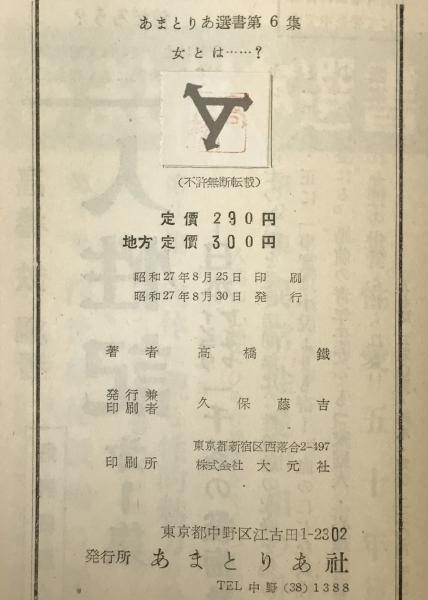 あまとりあ選書第6集
女とは……?
(不許無断転載)
定價 290円
地方定價 300円
昭和27年8月25日 印刷
昭和27年8月30日 発行
著者 高橋鐵
発行兼
印刷者 久保藤吉
東京都新宿区西落合2-497
印刷所 株式会社 大元社
東京都中野区江古田1-2302
発行所 あまとりあ社
TEL 中野(38)1388